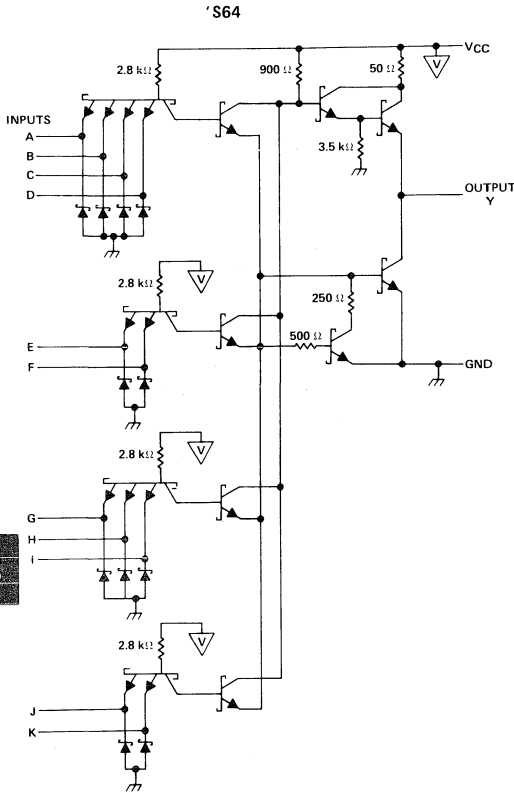 'S64
VCC
2.8 kΩ
900 Ω
50 Ω
V
INPUTS
A
B
C
D
3.5 kΩ
OUTPUT
Y
2.8 kΩ
V
250 Ω
500 Ω
E
F
GND
2.8 kΩ
V
G
H
i
2.8 kΩ
V
J
K